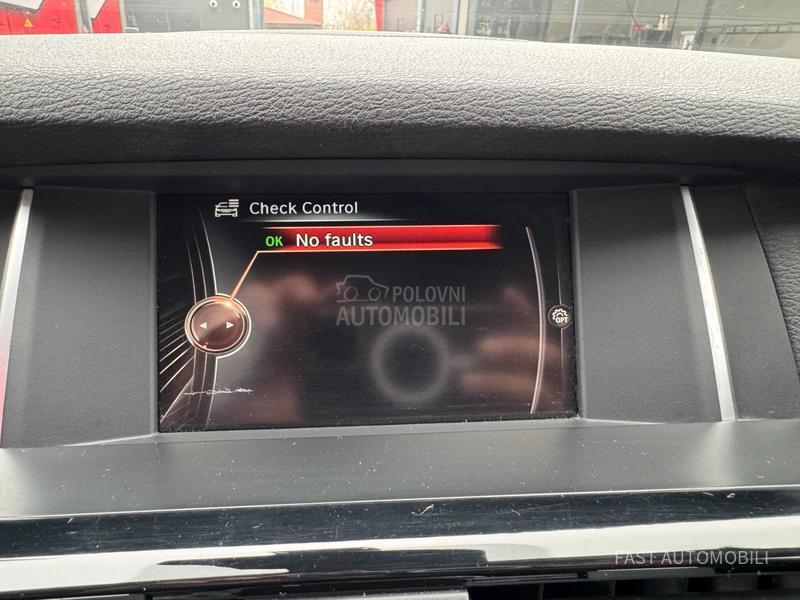 Check Control
OK No faults
POLOVNI
AUTOMOBILI
OPT
FAST AUTOMOBILI